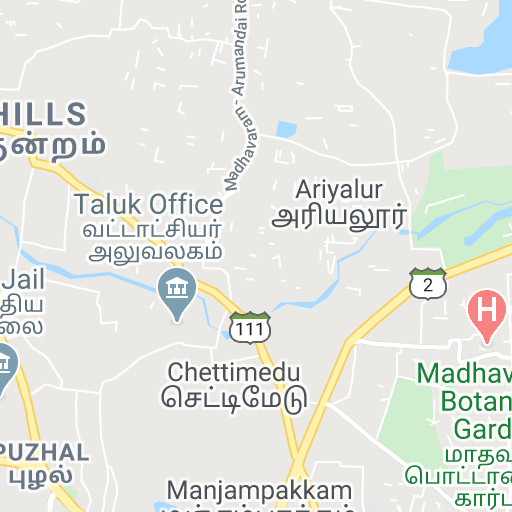 Madhavaram - Arumandai Ro
HILLS
குன்றம்
Ariyalur
அரியலூர்
Taluk Office
வட்டாட்சியர்
அலுவலகம்
Jail
திய
லை
2
H
111
Chettimedu
செட்டிமேடு
Madhav
Botan
Gard
மாதவ
பொட்டா
கார்ட
PUZHAL
புழல்
Manjampakkam